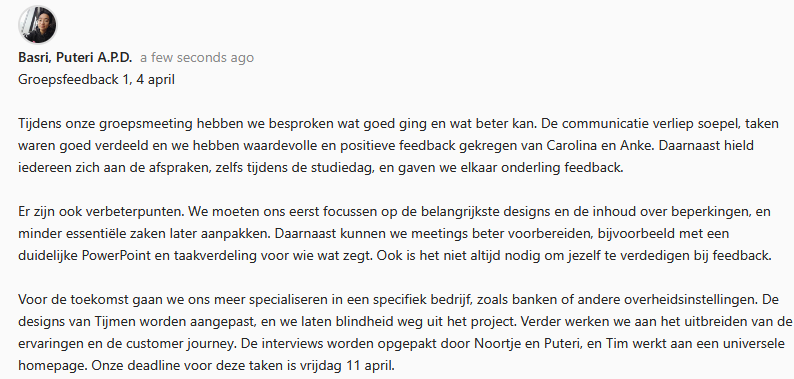 Basri, Puteri A.P.D. a few seconds ago
Groepsfeedback 1, 4 april
Tijdens onze groepsmeeting hebben we besproken wat goed ging en wat beter kan. De communicatie verliep soepel, taken
waren goed verdeeld en we hebben waardevolle en positieve feedback gekregen van Carolina en Anke. Daarnaast hield
iedereen zich aan de afspraken, zelfs tijdens de studiedag, en gaven we elkaar onderling feedback.
Er zijn ook verbeterpunten. We moeten ons eerst focussen op de belangrijkste designs en de inhoud over beperkingen, en
minder essentiële zaken later aanpakken. Daarnaast kunnen we meetings beter voorbereiden, bijvoorbeeld met een
duidelijke PowerPoint en taakverdeling voor wie wat zegt. Ook is het niet altijd nodig om jezelf te verdedigen bij feedback.
Voor de toekomst gaan we ons meer specialiseren in een specifiek bedrijf, zoals banken of andere overheidsinstellingen. De
designs van Tijmen worden aangepast, en we laten blindheid weg uit het project. Verder werken we aan het uitbreiden van de
ervaringen en de customer journey. De interviews worden opgepakt door Noortje en Puteri, en Tim werkt aan een universele
homepage. Onze deadline voor deze taken is vrijdag 11 april.